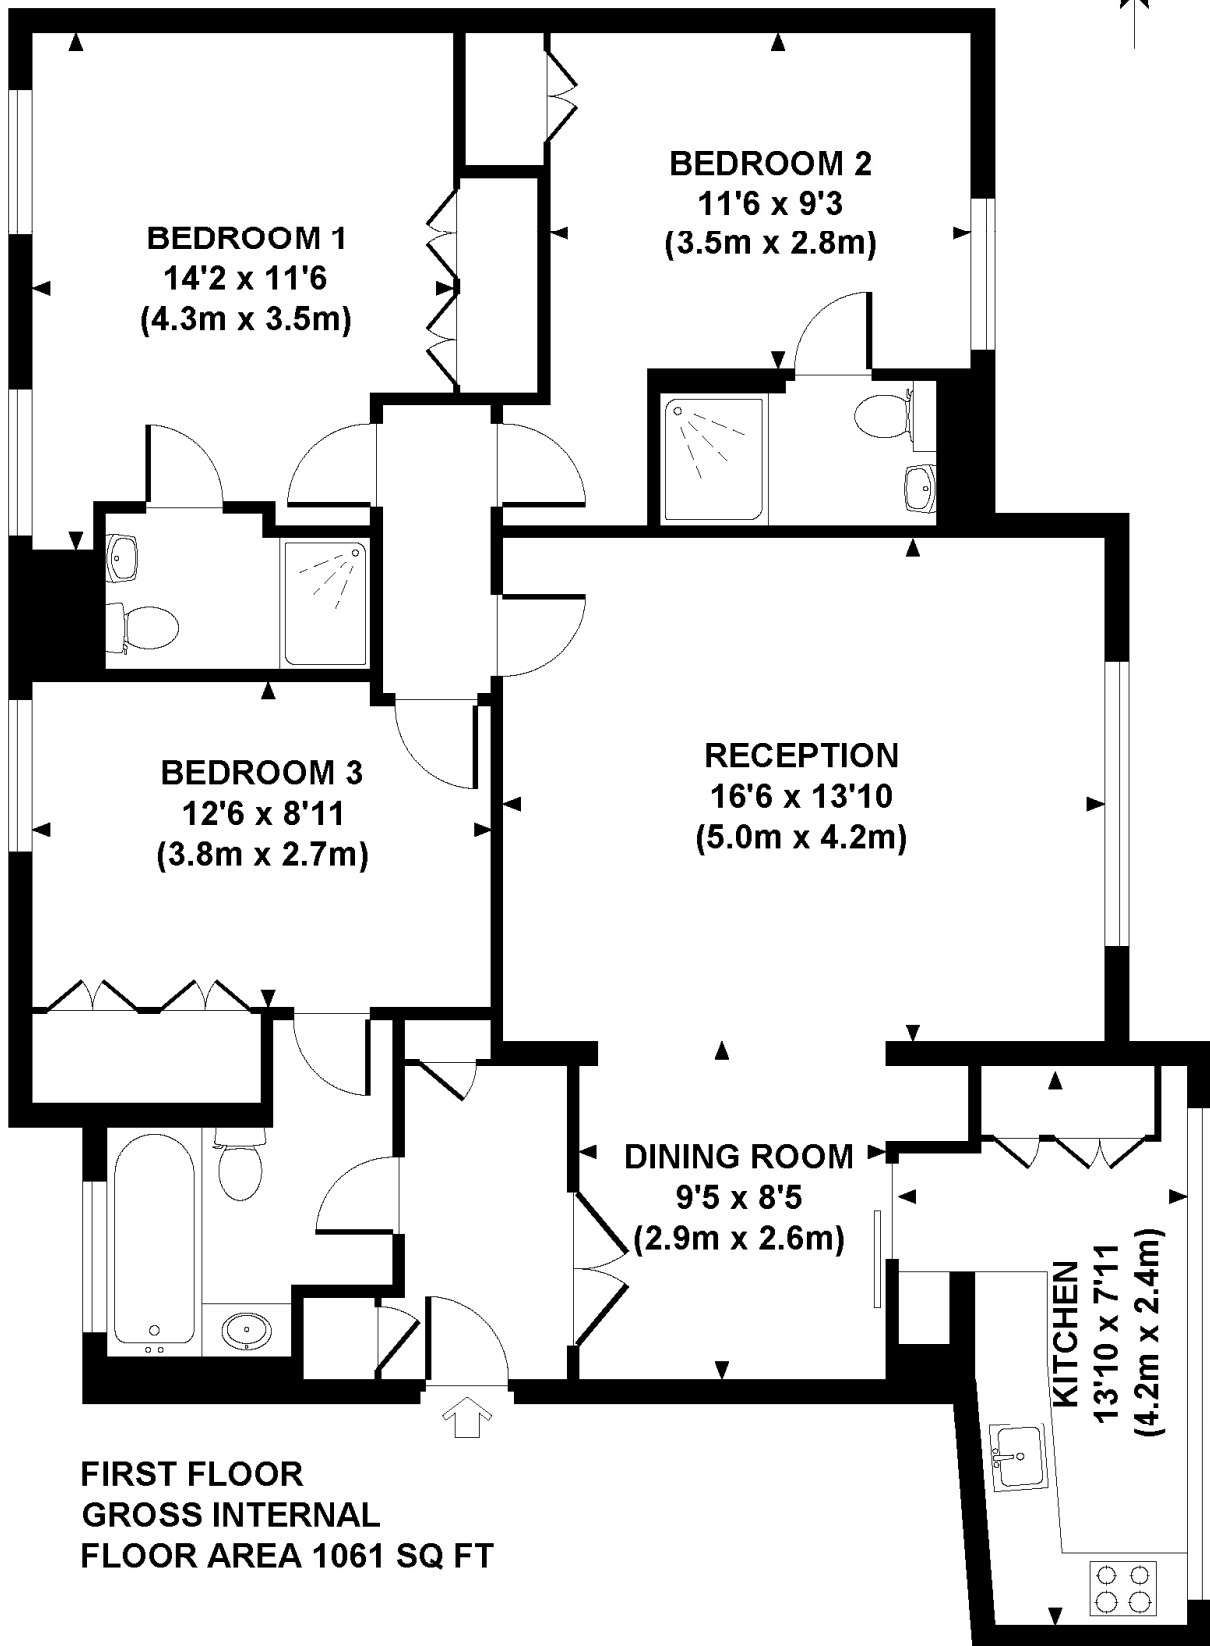 BEDROOM 1
14'2 x 11'6
(4.3m x 3.5m)
BEDROOM 2
11'6 x 9'3
(3.5m x 2.8m)
BEDROOM 3
12'6 x 8'11
(3.8m x 2.7m)
RECEPTION
16'6 x 13'10
(5.0m x 4.2m)
DINING ROOM
9'5 x 8'5
(2.9m x 2.6m)
KITCHEN
13'10 x 7'11
(4.2m x 2.4m)
FIRST FLOOR
GROSS INTERNAL
FLOOR AREA 1061 SQ FT